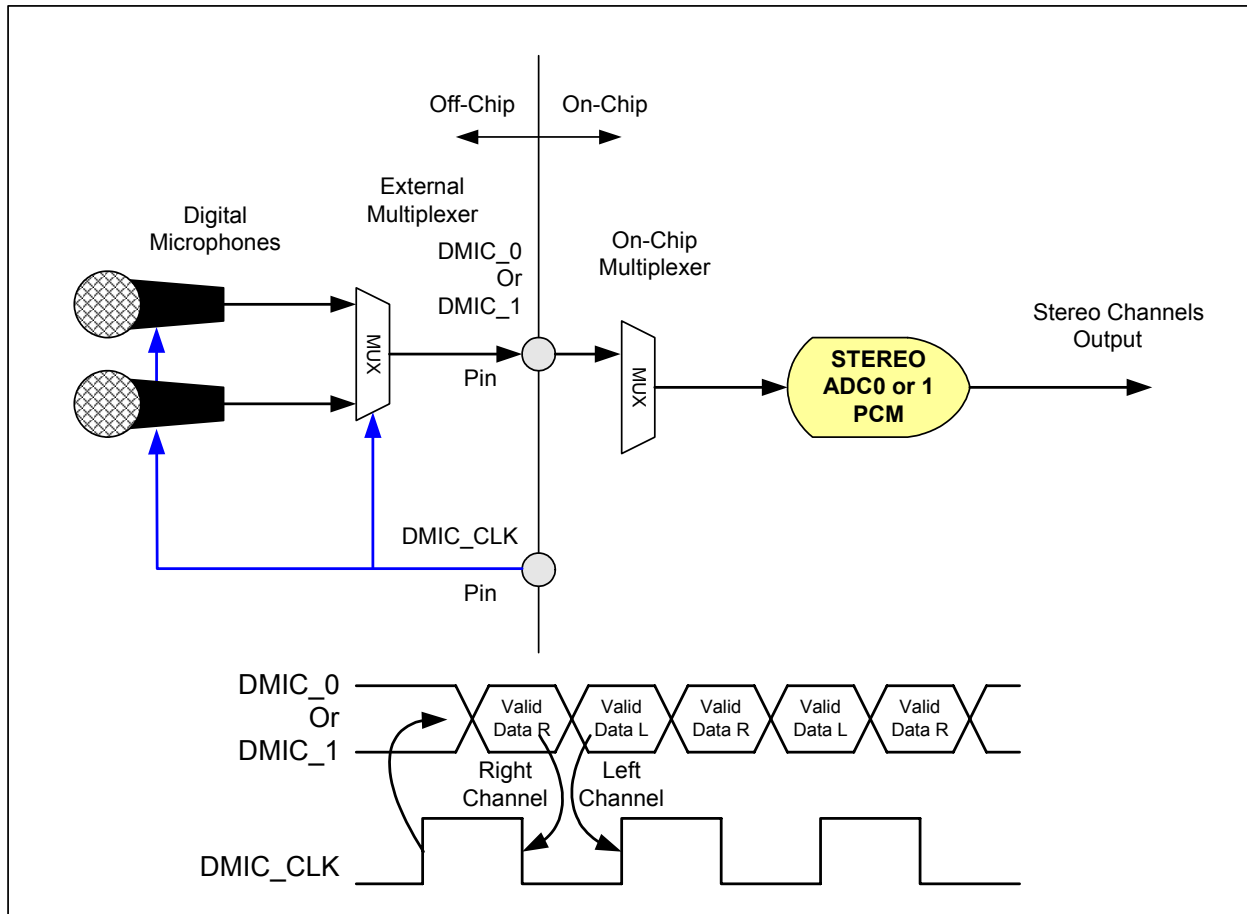 Off-Chip
On-Chip
External
Multiplexer
Digital
Microphones
DMIC_0
Or
DMIC_1
On-Chip
Multiplexer
Stereo Channels
Output
MUX
Pin
MUX
STEREO
ADC0 or 1
PCM
DMIC_CLK
Pin
DMIC_0
Or
DMIC_1
Valid
Data R
Valid
Data L
Valid
Data R
Valid
Data L
Valid
Data R
Right
Channel
Left
Channel
DMIC_CLK